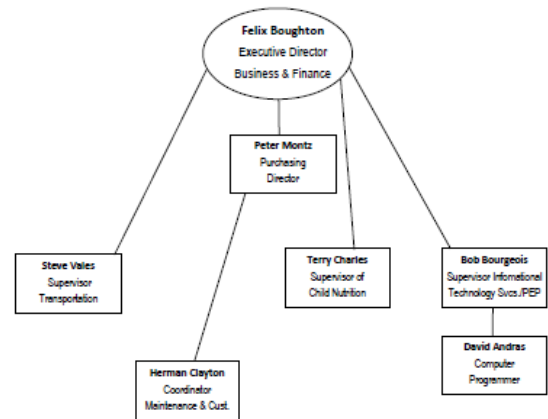 Felix Boughton
Executive Director
Business & Finance
Peter Montz
Purchasing
Director
Steve Vales
Supervisor
Transportation
Terry Charles
Supervisor of
Child Nutrition
Bob Bourgeois
Supervisor Infomational
Technology Svcs./PEP
David Andras
Computer
Programmer
Herman Clayton
Coordinator
Maintenance & Cust.